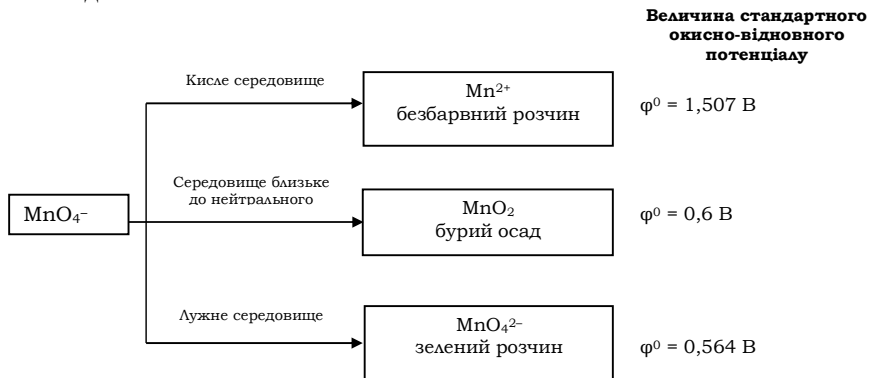 Величина стандартного
окисно-відновного
потенціалу
Кисле середовище
Mn²⁺
безбарвний розчин
φ⁰ = 1,507 В
Середовище близьке
до нейтрального
MnO₄⁻
MnO₂
бурий осад
φ⁰ = 0,6 В
Лужне середовище
MnO₄²⁻
зелений розчин
φ⁰ = 0,564 В